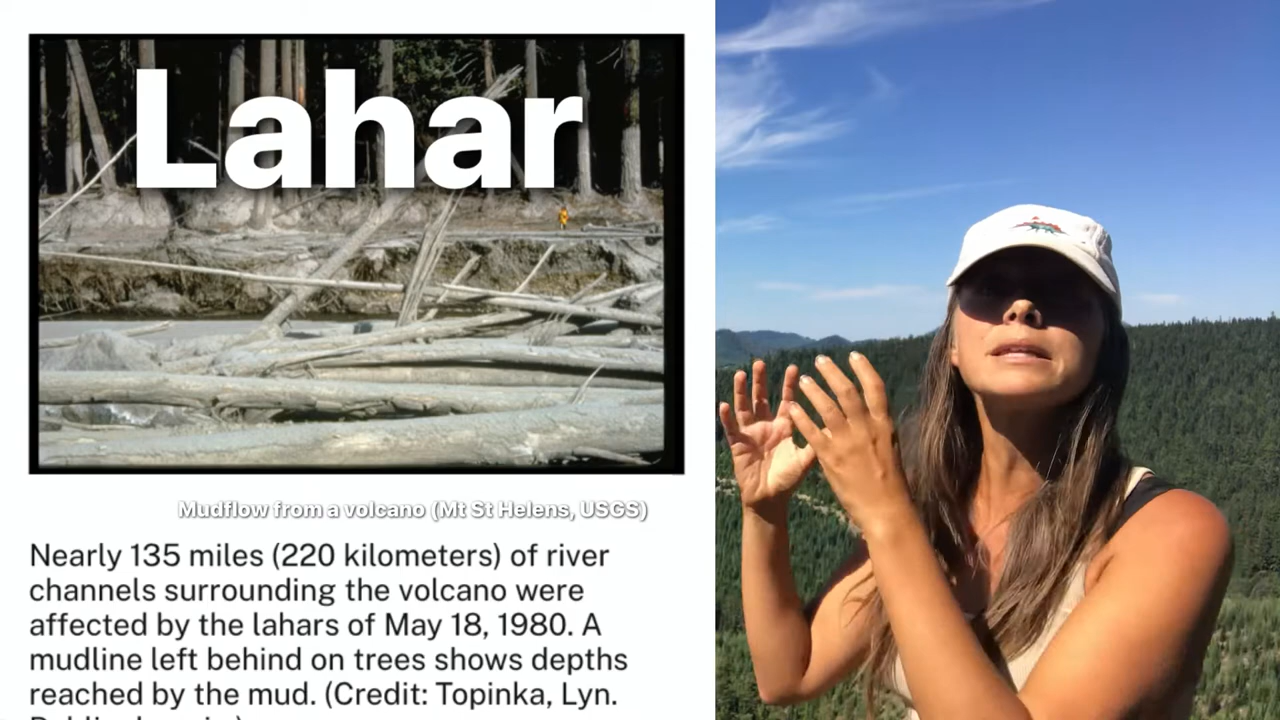 Lahar
Mudflow from a volcano (Mt St Helens, USGS)
Nearly 135 miles (220 kilometers) of river
channels surrounding the volcano were
affected by the lahars of May 18, 1980. A
mudline left behind on trees shows depths
reached by the mud. (Credit: Topinka, Lyn.